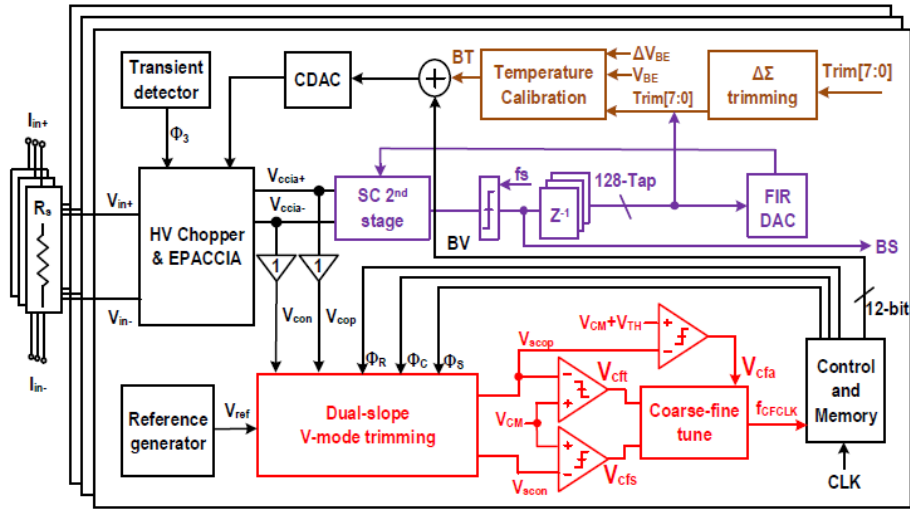 Transient
detector
CDAC
+
BT
Temperature
Calibration
ΔV_BE
V_BE
Trim[7:0]
ΔΣ
trimming
Trim[7:0]
I_in+
Φ_3
V_in+
R_s
V_in-
I_in-
HV Chopper
& EPACCIA
V_ccia+
V_ccia-
SC 2nd
stage
fs
Z^-1
128-Tap
FIR
DAC
BS
BV
1
1
V_con
V_cop
Φ_R
Φ_C
Φ_S
12-bit
Reference
generator
V_ref
Dual-slope
V-mode trimming
V_scop
V_CM+V_TH
+
-
V_cfa
V_CM
-
+
V_cft
+
-
V_cfs
V_scon
Coarse-fine
tune
f_CFCLK
Control
and
Memory
CLK